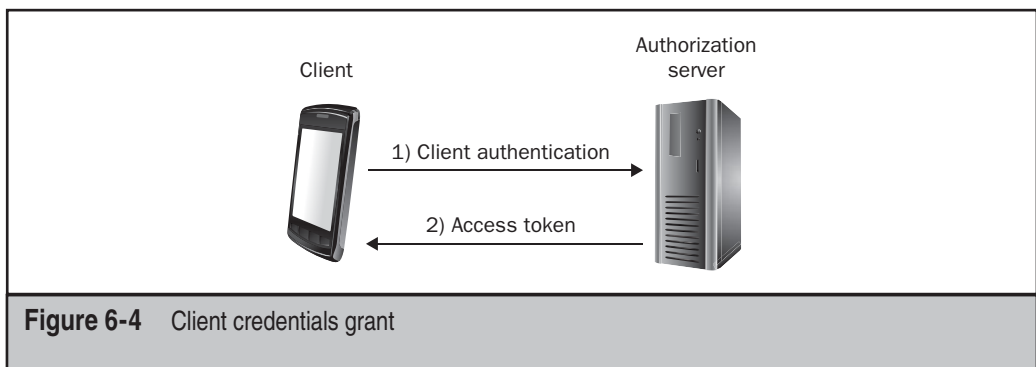 Client
Authorization
server
1) Client authentication
2) Access token
Figure 6-4 Client credentials grant